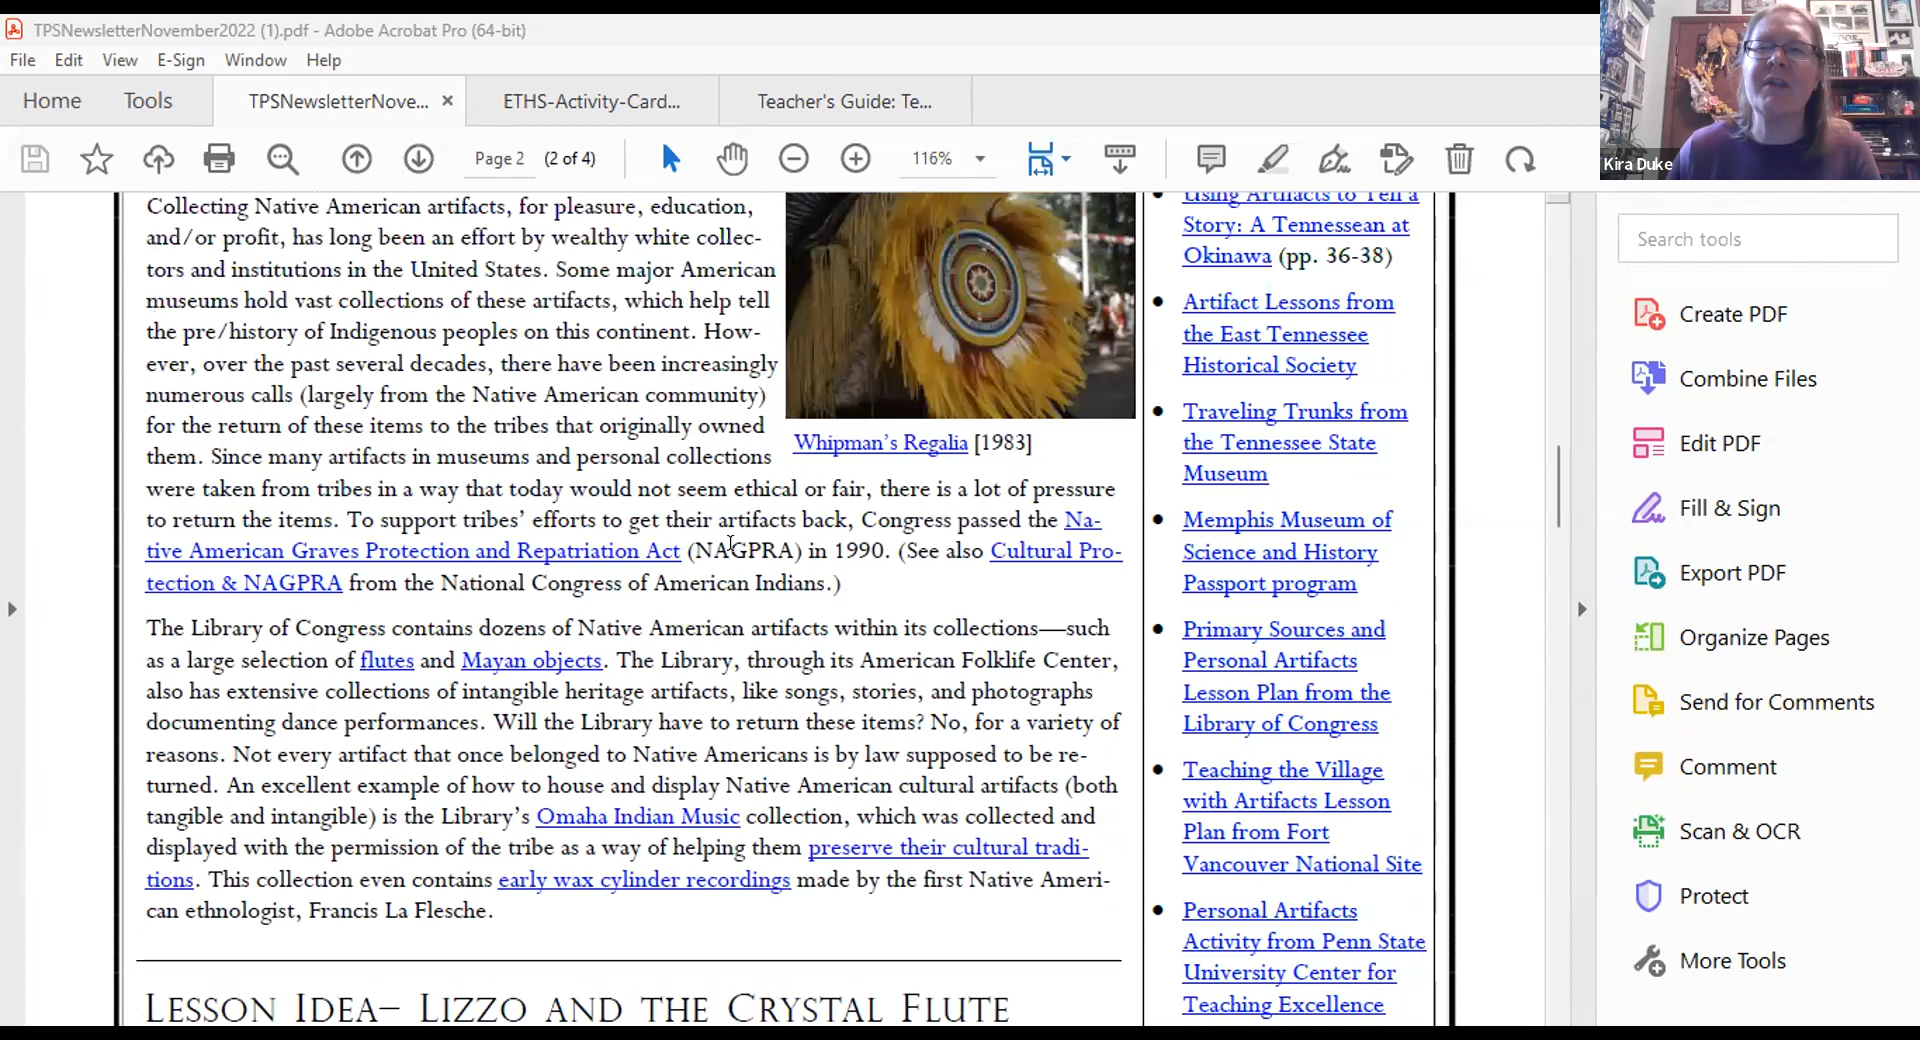 TPSNewsletterNovember2022 (1).pdf - Adobe Acrobat Pro (64-bit)
File Edit View E-Sign Window Help
Home Tools TPSNewsletterNove... × ETHS-Activity-Card... Teacher's Guide: Te...
Page 2 (2 of 4) 116%
Kira Duke
Collecting Native American artifacts, for pleasure, education,
and/or profit, has long been an effort by wealthy white collec-
tors and institutions in the United States. Some major American
museums hold vast collections of these artifacts, which help tell
the pre/history of Indigenous peoples on this continent. How-
ever, over the past several decades, there have been increasingly
numerous calls (largely from the Native American community)
for the return of these items to the tribes that originally owned
them. Since many artifacts in museums and personal collections
were taken from tribes in a way that today would not seem ethical or fair, there is a lot of pressure
to return the items. To support tribes' efforts to get their artifacts back, Congress passed the Na-
tive American Graves Protection and Repatriation Act (NAGPRA) in 1990. (See also Cultural Pro-
tection & NAGPRA from the National Congress of American Indians.)
Whipman's Regalia [1983]
The Library of Congress contains dozens of Native American artifacts within its collections—such
as a large selection of flutes and Mayan objects. The Library, through its American Folklife Center,
also has extensive collections of intangible heritage artifacts, like songs, stories, and photographs
documenting dance performances. Will the Library have to return these items? No, for a variety of
reasons. Not every artifact that once belonged to Native Americans is by law supposed to be re-
turned. An excellent example of how to house and display Native American cultural artifacts (both
tangible and intangible) is the Library's Omaha Indian Music collection, which was collected and
displayed with the permission of the tribe as a way of helping them preserve their cultural tradi-
tions. This collection even contains early wax cylinder recordings made by the first Native Ameri-
can ethnologist, Francis La Flesche.
LESSON IDEA– LIZZO AND THE CRYSTAL FLUTE
• Using Artifacts to Tell a
Story: A Tennessean at
Okinawa (pp. 36-38)
• Artifact Lessons from
the East Tennessee
Historical Society
• Traveling Trunks from
the Tennessee State
Museum
• Memphis Museum of
Science and History
Passport program
• Primary Sources and
Personal Artifacts
Lesson Plan from the
Library of Congress
• Teaching the Village
with Artifacts Lesson
Plan from Fort
Vancouver National Site
• Personal Artifacts
Activity from Penn State
University Center for
Teaching Excellence
Search tools
Create PDF
Combine Files
Edit PDF
Fill & Sign
Export PDF
Organize Pages
Send for Comments
Comment
Scan & OCR
Protect
More Tools